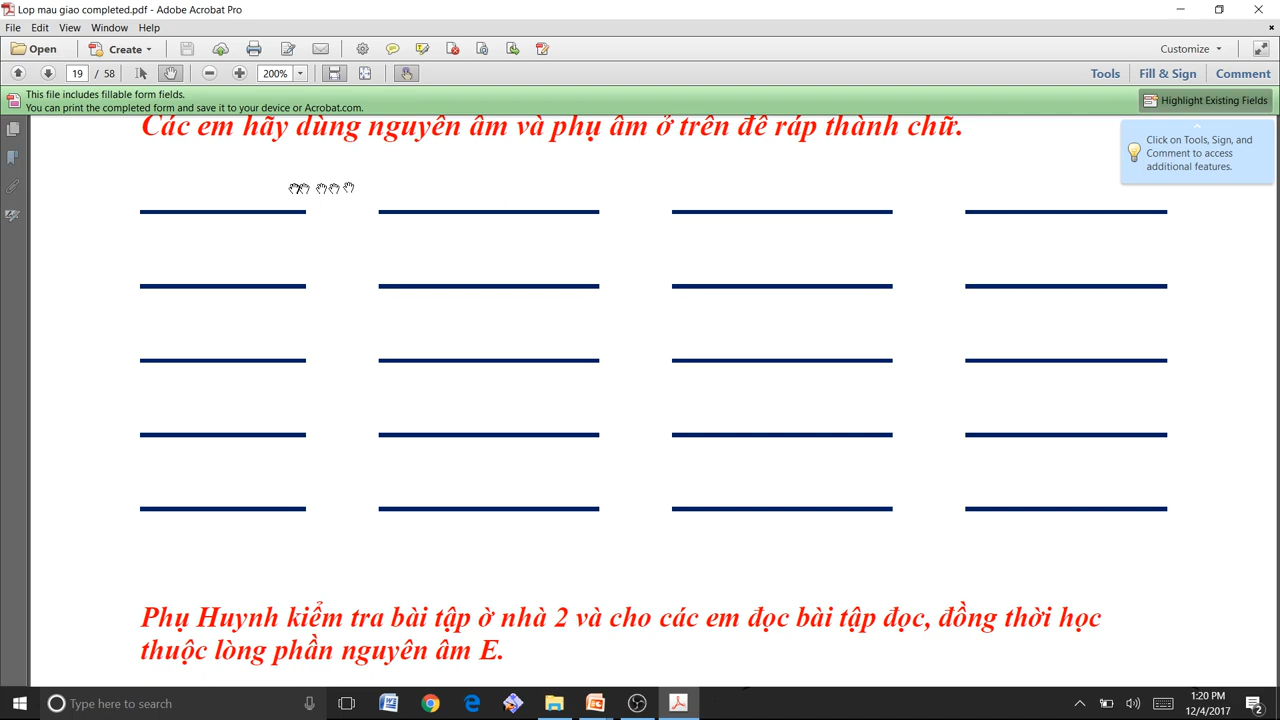 Lop mau giao completed.pdf - Adobe Acrobat Pro
File Edit View Window Help
Open Create Customize
19 / 58 200% Tools Fill & Sign Comment
This file includes fillable form fields.
You can print the completed form and save it to your device or Acrobat.com.
Highlight Existing Fields
Click on Tools, Sign, and
Comment to access
additional features.
Các em hãy dùng nguyên âm và phụ âm ở trên để ráp thành chữ.
Phụ Huynh kiểm tra bài tập ở nhà 2 và cho các em đọc bài tập đọc, đồng thời học
thuộc lòng phần nguyên âm E.
Type here to search
1:20 PM
12/4/2017
2